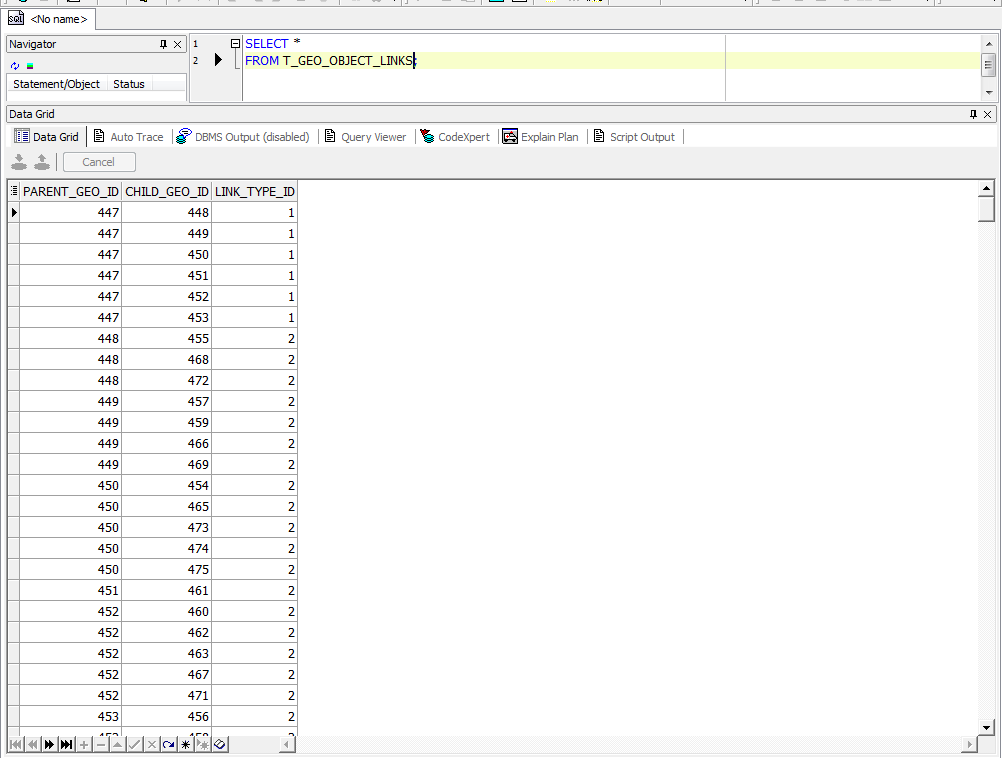 SQL <No name>
Navigator
Statement/Object Status
1 SELECT *
2 FROM T_GEO_OBJECT_LINKS;
Data Grid
Data Grid Auto Trace DBMS Output (disabled) Query Viewer CodeXpert Explain Plan Script Output
Cancel
PARENT_GEO_ID CHILD_GEO_ID LINK_TYPE_ID
447 448 1
447 449 1
447 450 1
447 451 1
447 452 1
447 453 1
448 455 2
448 468 2
448 472 2
449 457 2
449 459 2
449 466 2
449 469 2
450 454 2
450 465 2
450 473 2
450 474 2
450 475 2
451 461 2
452 460 2
452 462 2
452 463 2
452 467 2
452 471 2
453 456 2